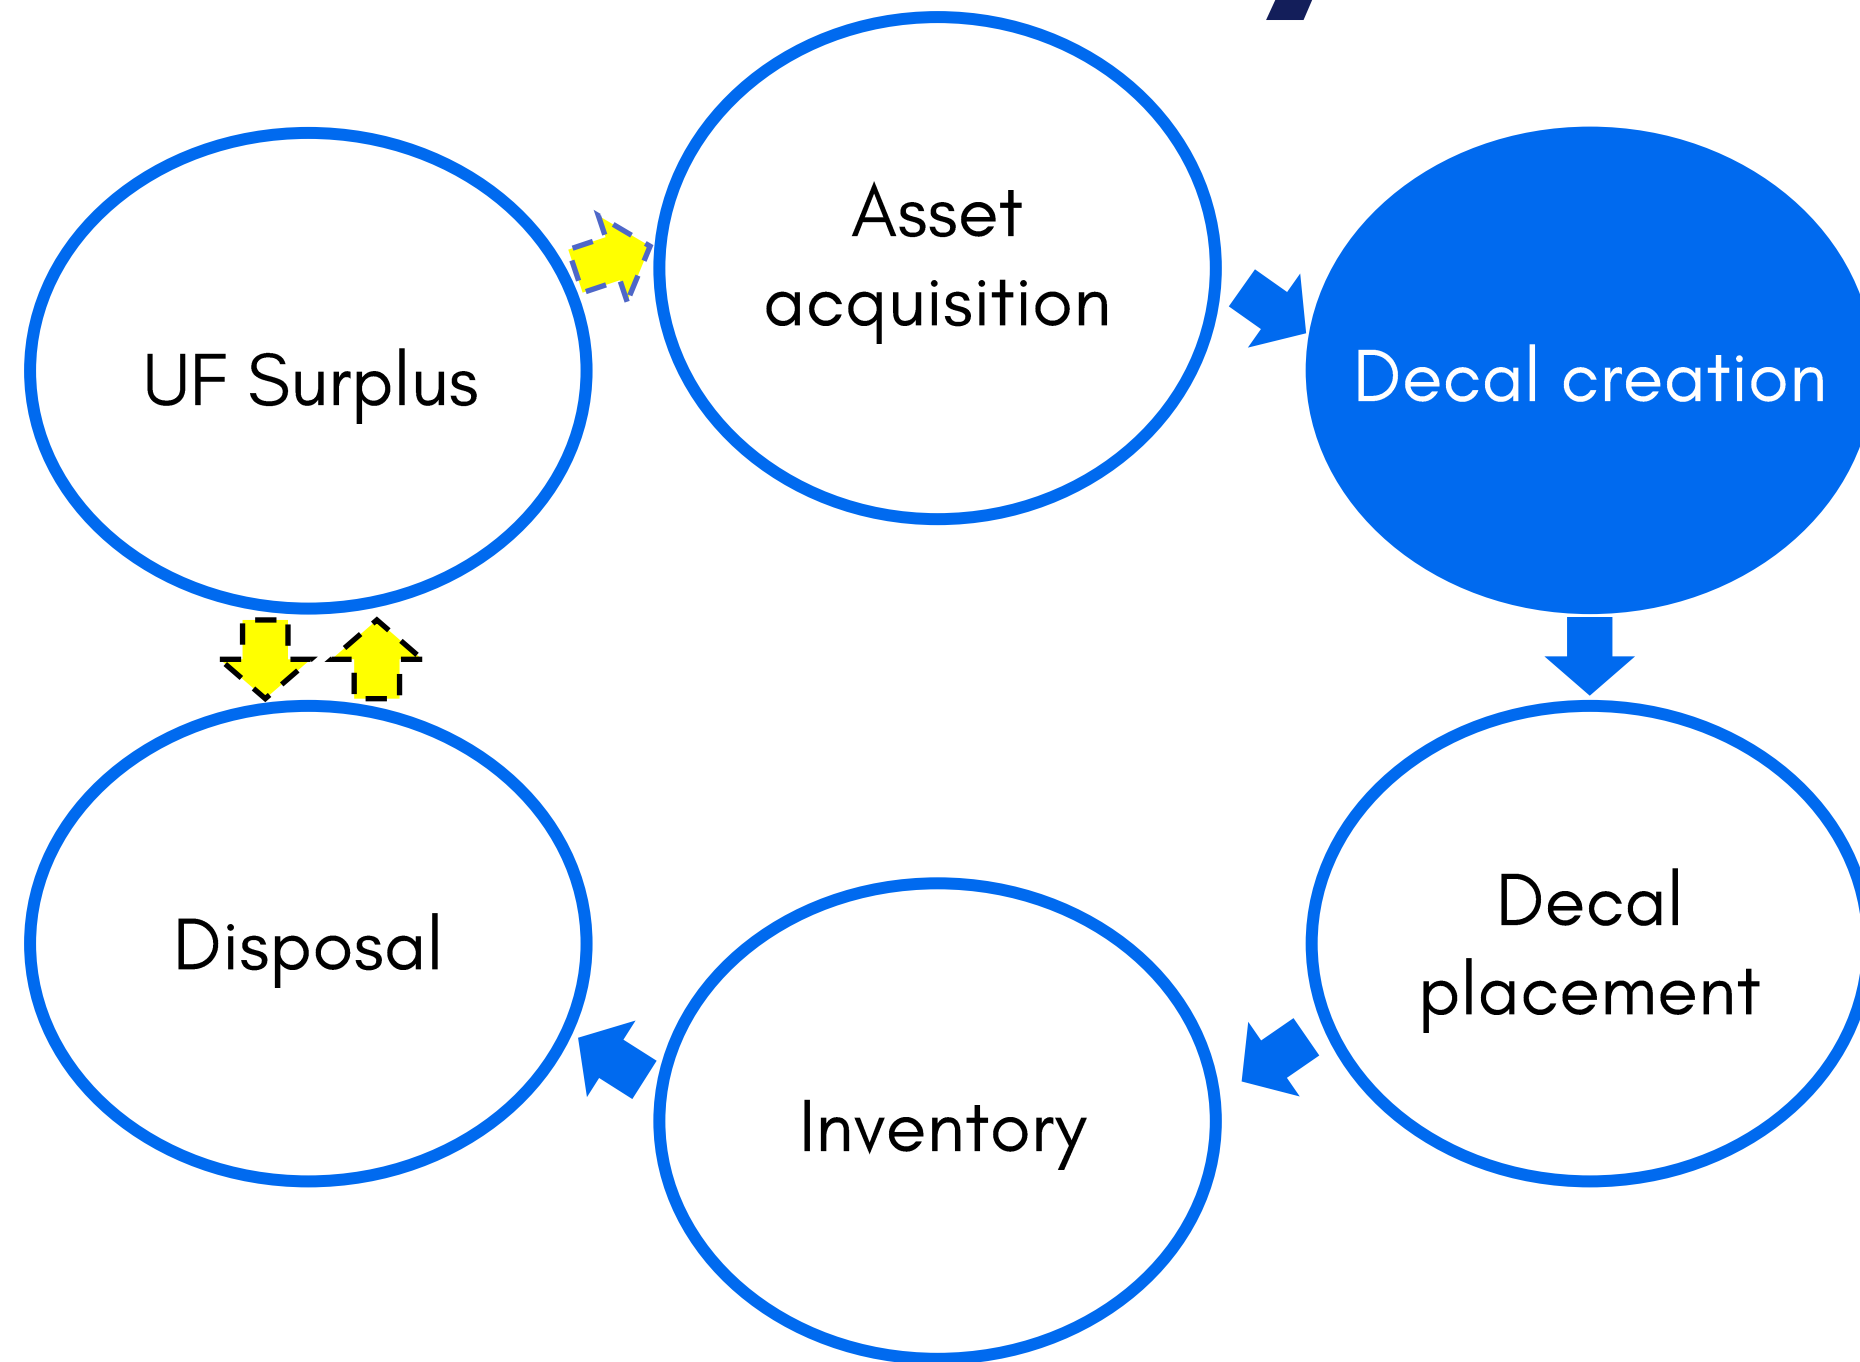 Asset
acquisition
Decal creation
Decal
placement
Inventory
Disposal
UF Surplus